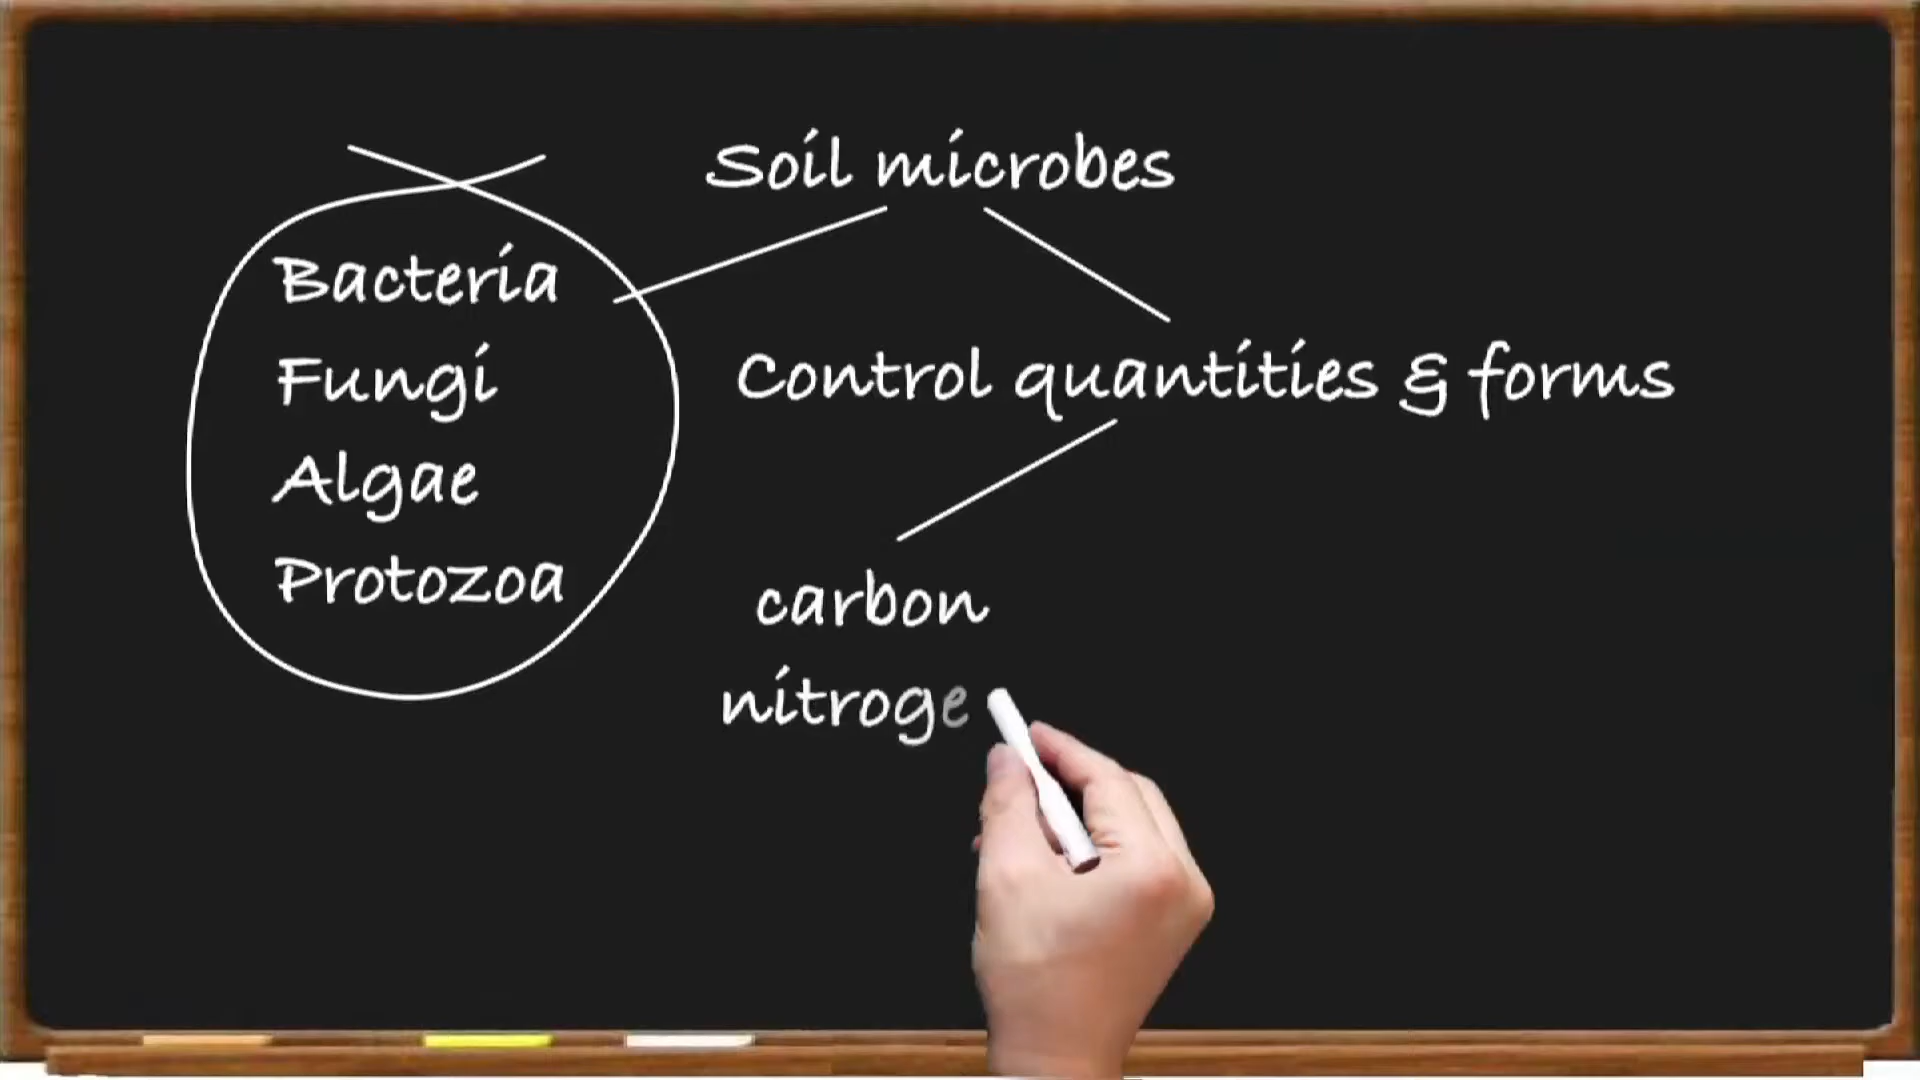 Soil microbes
Bacteria
Fungi
Algae
Protozoa
Control quantities & forms
carbon
nitroge